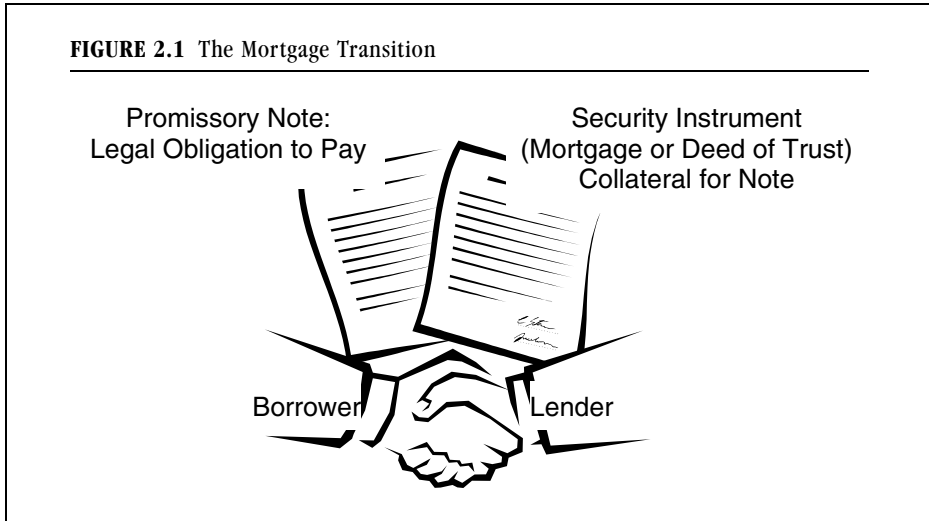 FIGURE 2.1 The Mortgage Transition
Promissory Note:
Legal Obligation to Pay
Security Instrument
(Mortgage or Deed of Trust)
Collateral for Note
Borrower
Lender